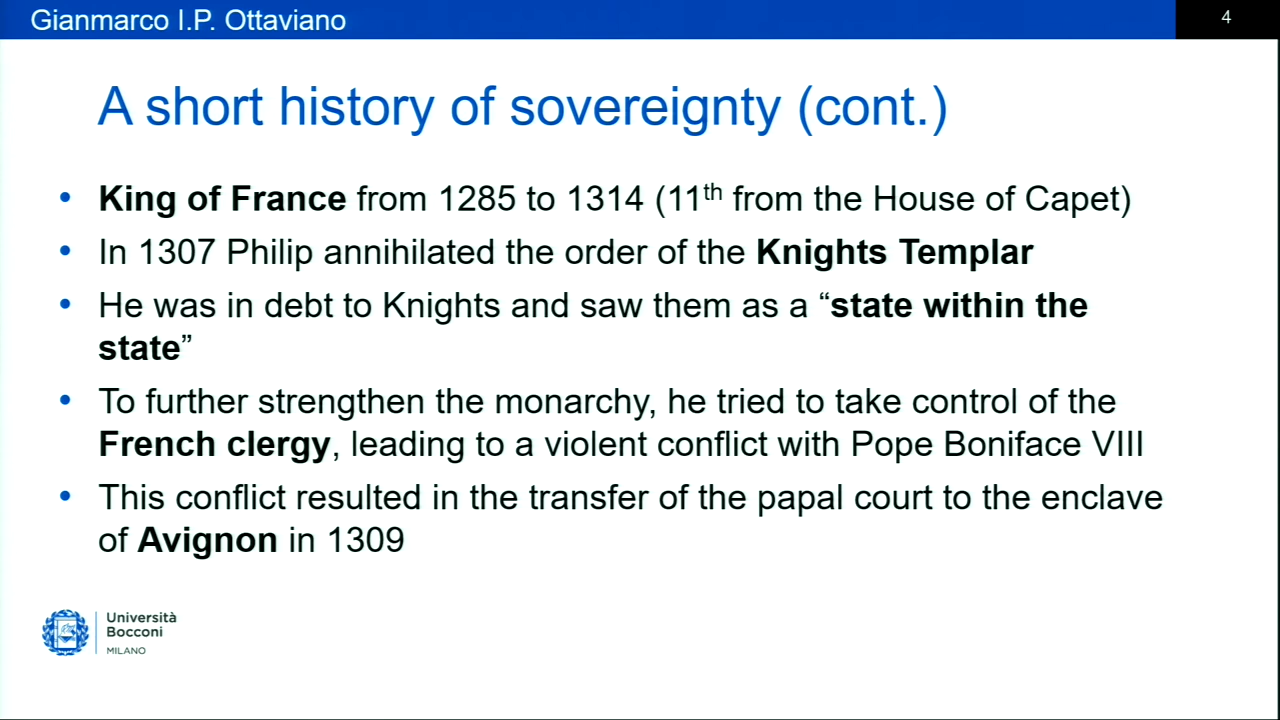 Gianmarco I.P. Ottaviano
4
A short history of sovereignty (cont.)
• King of France from 1285 to 1314 (11th from the House of Capet)
• In 1307 Philip annihilated the order of the Knights Templar
• He was in debt to Knights and saw them as a “state within the
state”
• To further strengthen the monarchy, he tried to take control of the
French clergy, leading to a violent conflict with Pope Boniface VIII
• This conflict resulted in the transfer of the papal court to the enclave
of Avignon in 1309
Università
Bocconi
MILANO